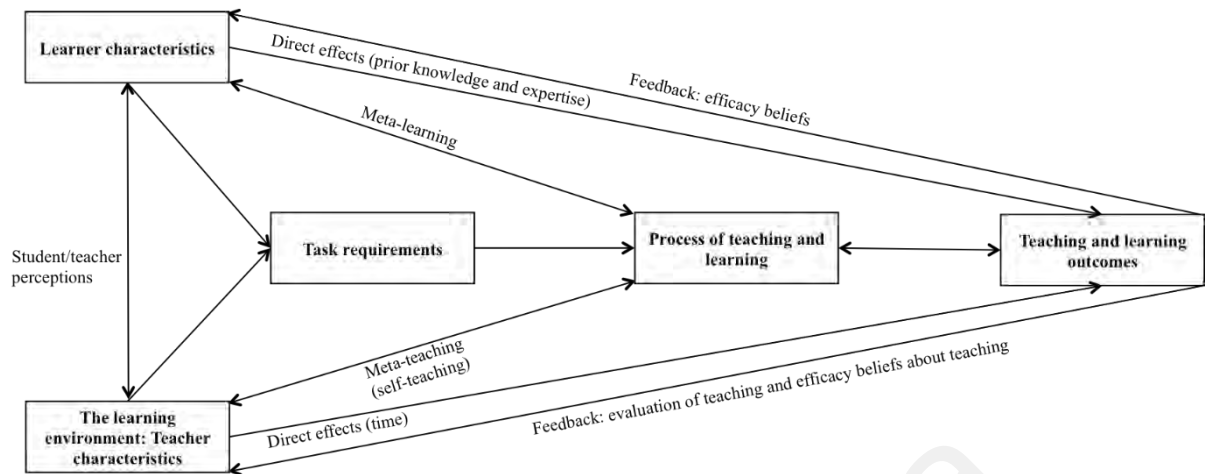 Learner characteristics
Direct effects (prior knowledge and expertise)
Feedback: efficacy beliefs
Meta-learning
Student/teacher
perceptions
Task requirements
Process of teaching and
learning
Teaching and learning
outcomes
Meta-teaching
(self-teaching)
The learning
environment: Teacher
characteristics
Direct effects (time)
Feedback: evaluation of teaching and efficacy beliefs about teaching